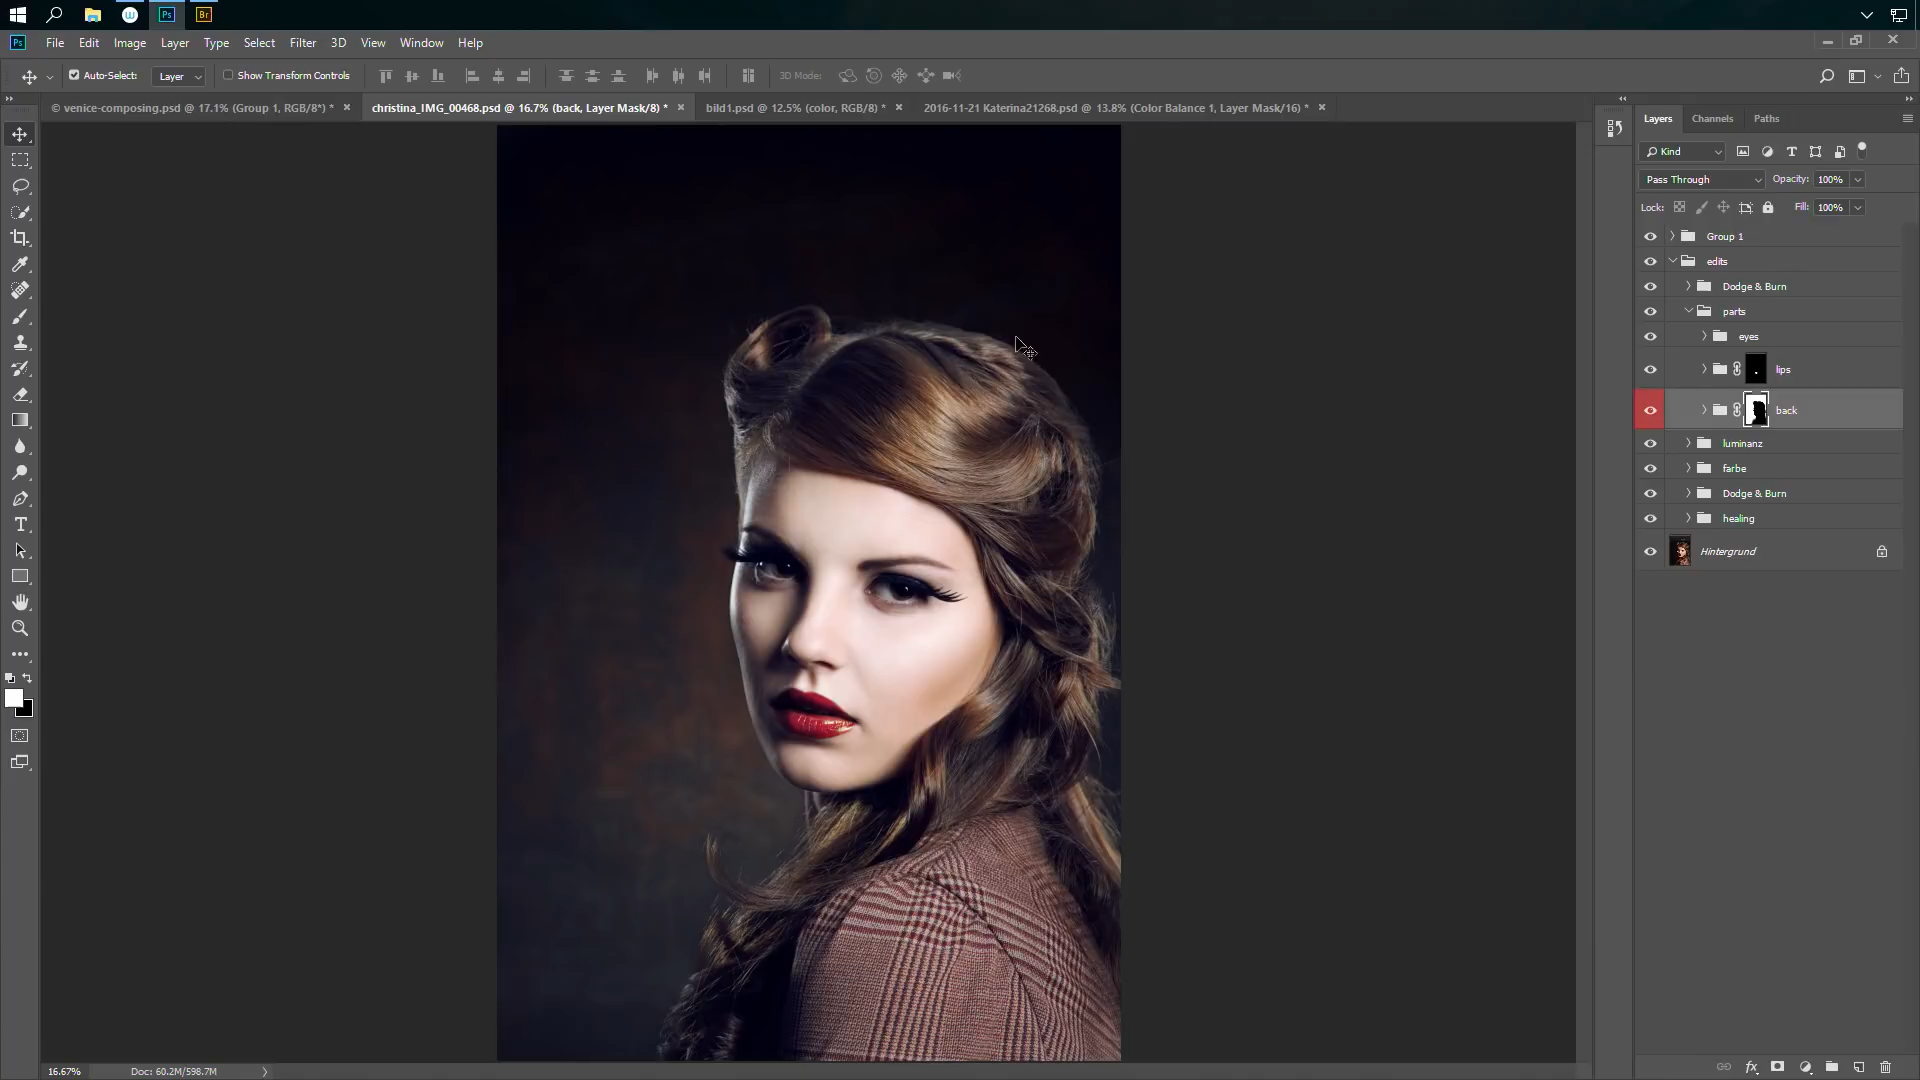 Ps
Br
Ps
File Edit Image Layer Type Select Filter 3D View Window Help
Auto-Select: Layer Show Transform Controls 3D Mode:
© venice-composing.psd @ 17.1% (Group 1, RGB/8*) *
christina_IMG_00468.psd @ 16.7% (back, Layer Mask/8) *
bild1.psd @ 12.5% (color, RGB/8) *
2016-11-21 Katerina21268.psd @ 13.8% (Color Balance 1, Layer Mask/16) *
Layers Channels Paths
Kind
Pass Through Opacity: 100%
Lock: Fill: 100%
Group 1
edits
Dodge & Burn
parts
eyes
lips
back
luminanz
farbe
Dodge & Burn
healing
Hintergrund
16.67% Doc: 60.2M/598.7M